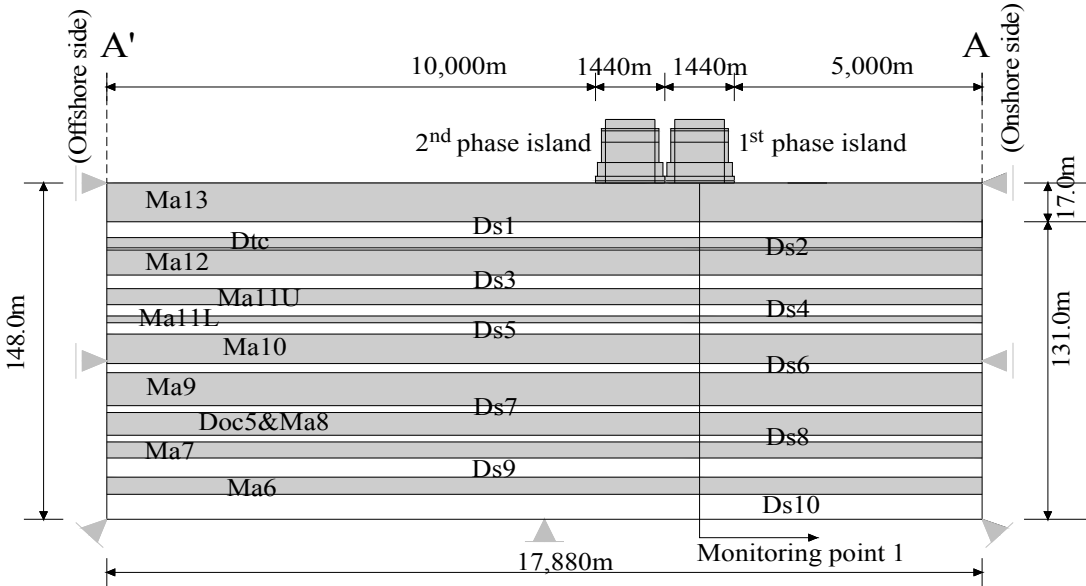 A'
A
(Offshore side)
(Onshore side)
10,000m
1440m
1440m
5,000m
2nd phase island
1st phase island
17.0m
131.0m
148.0m
Ma13
Ds1
Dtc
Ds2
Ma12
Ds3
Ma11U
Ds4
Ma11L
Ds5
Ma10
Ds6
Ma9
Ds7
Doc5&Ma8
Ds8
Ma7
Ds9
Ma6
Ds10
Monitoring point 1
17,880m